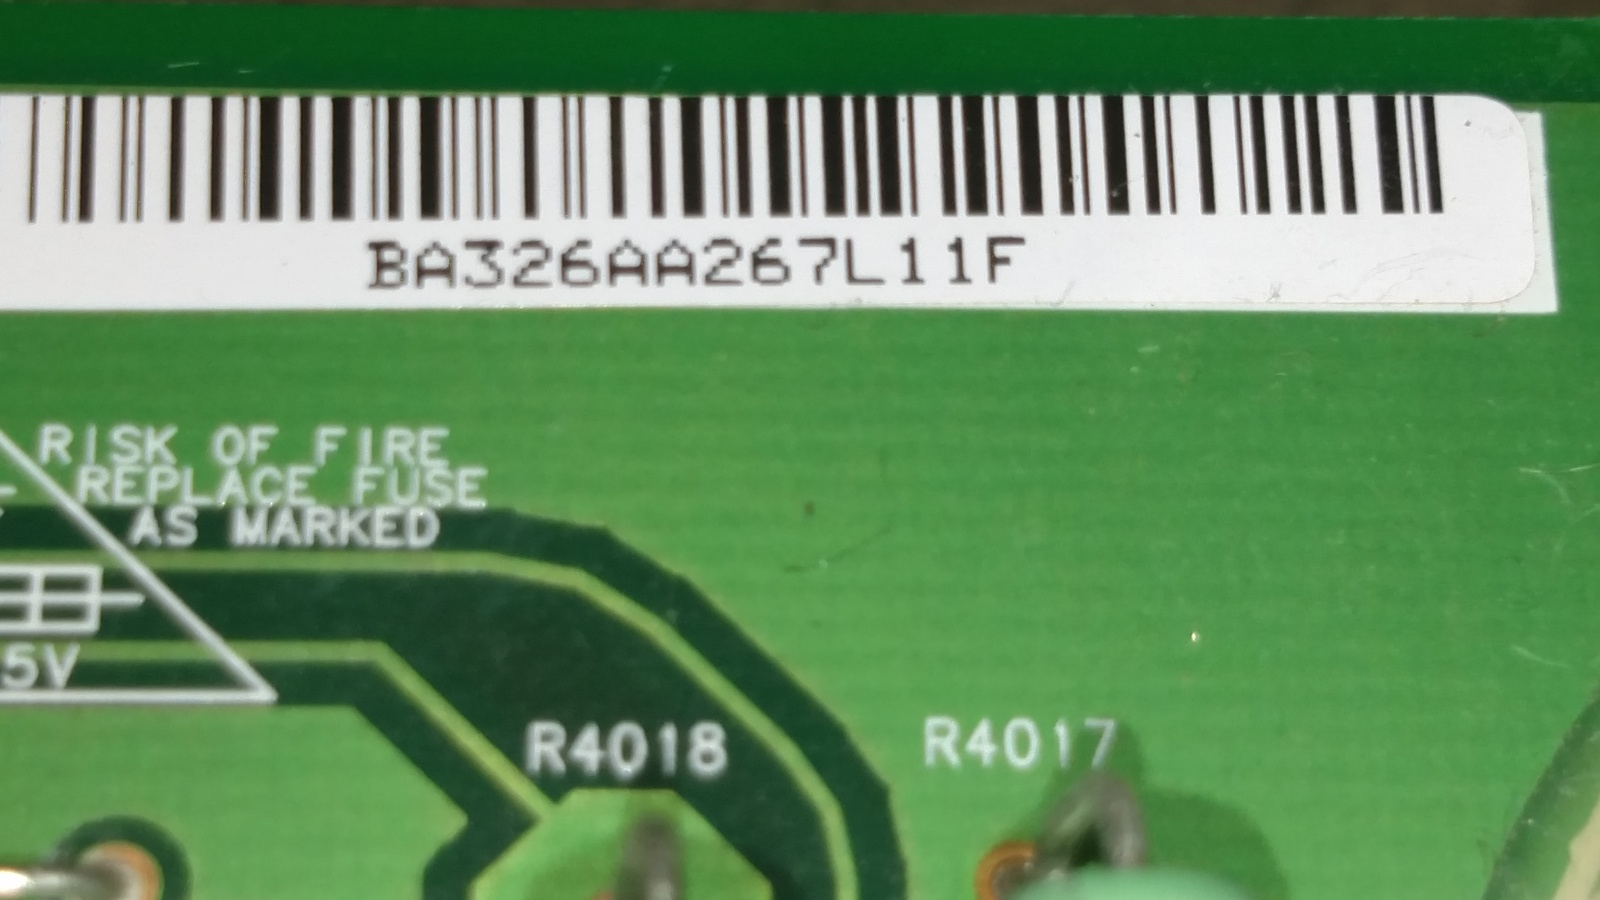 BA326AA267L11F
RISK OF FIRE
REPLACE FUSE
AS MARKED
5V
R4018
R4017